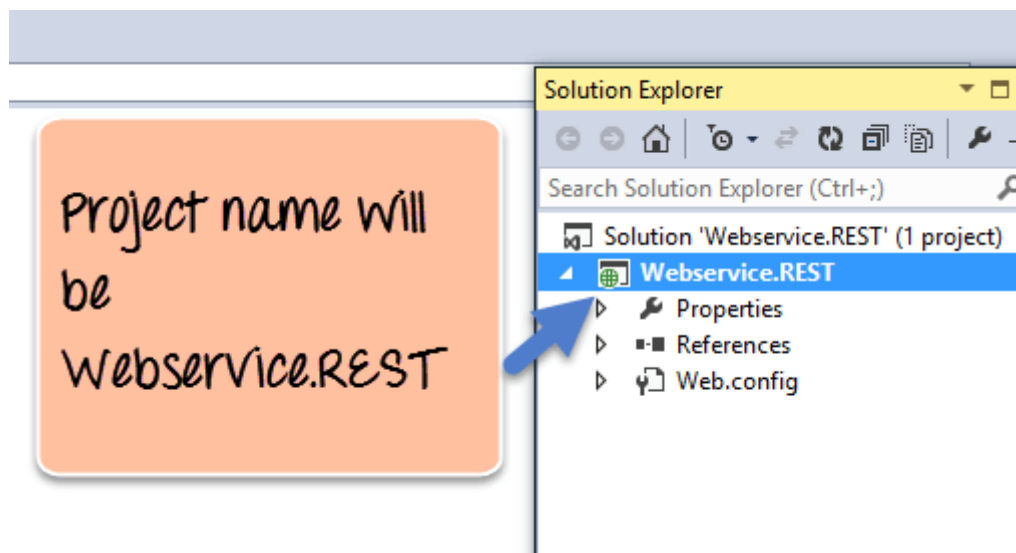 Project name will
be
Webservice.REST
Solution Explorer
Search Solution Explorer (Ctrl+;)
Solution 'Webservice.REST' (1 project)
Webservice.REST
Properties
References
Web.config